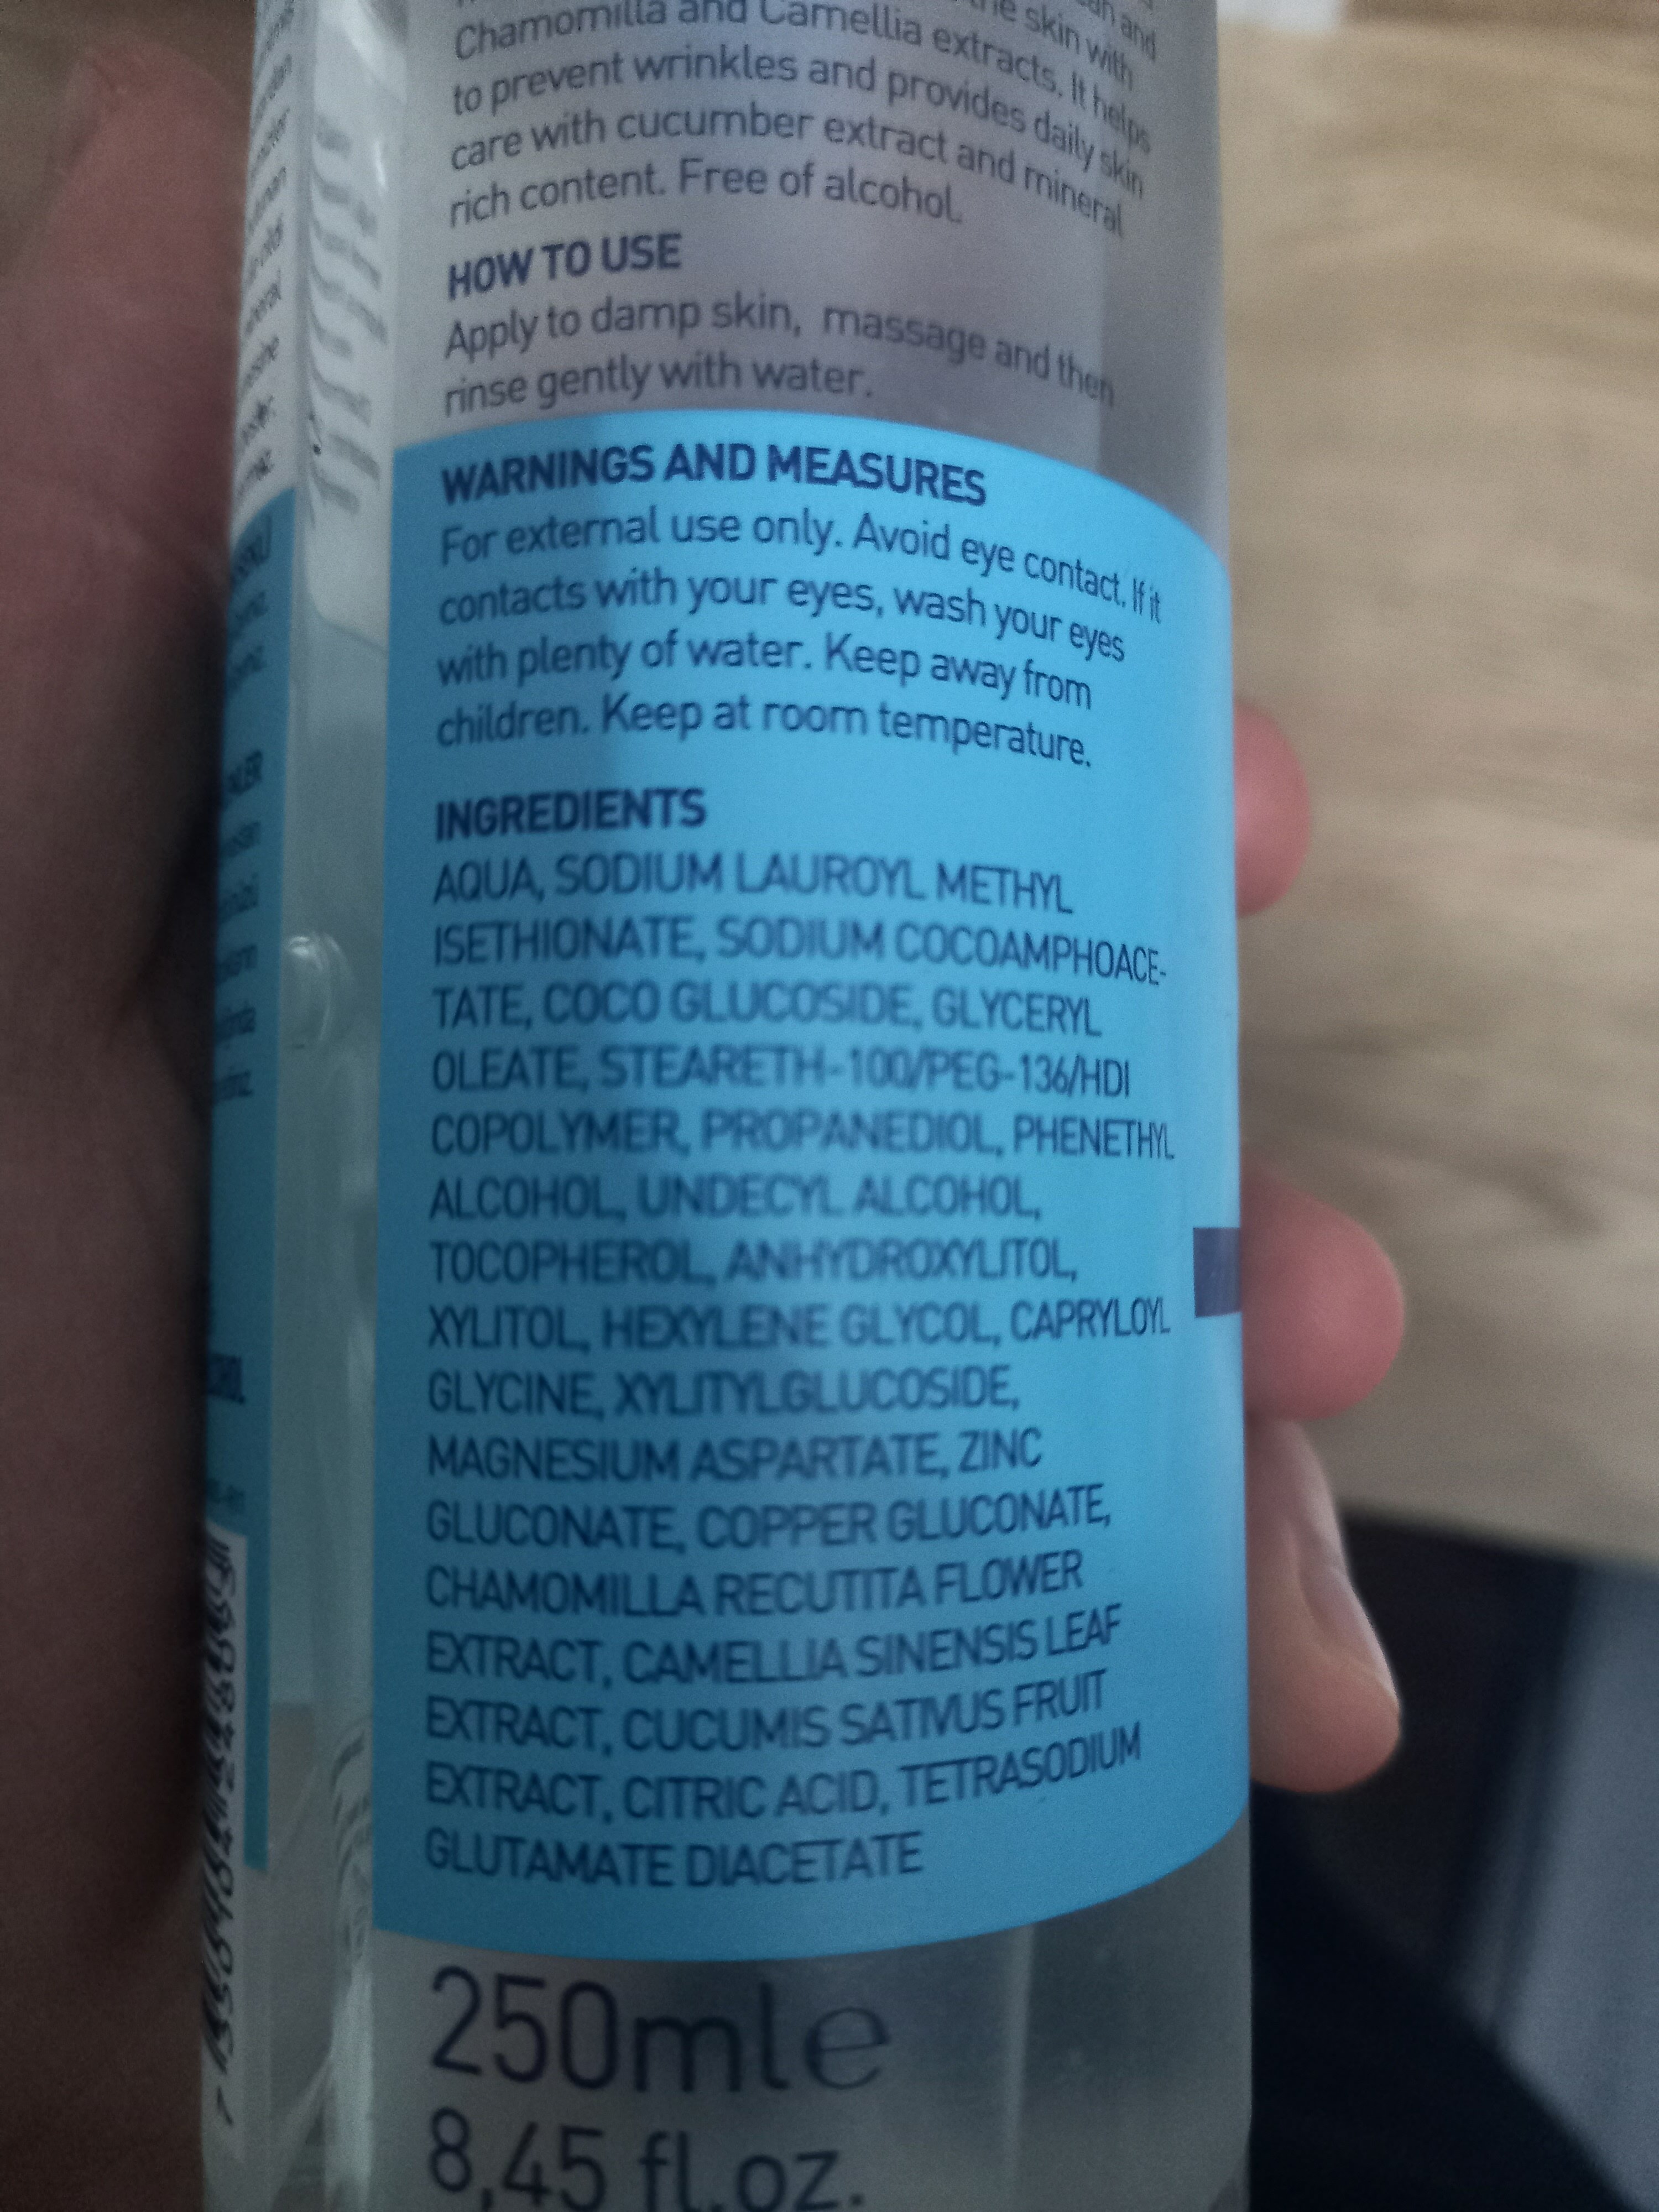 the skin with
Chamomilla and Camellia extracts. It helps
to prevent wrinkles and provides daily skin
care with cucumber extract and mineral
rich content. Free of alcohol.
HOW TO USE
Apply to damp skin, massage and then
rinse gently with water.
WARNINGS AND MEASURES
For external use only. Avoid eye contact. If it
contacts with your eyes, wash your eyes
with plenty of water. Keep away from
children. Keep at room temperature.
INGREDIENTS
AQUA, SODIUM LAUROYL METHYL
ISETHIONATE, SODIUM COCOAMPHOACE-
TATE, COCO GLUCOSIDE, GLYCERYL
OLEATE, STEARETH-100/PEG-136/HDI
COPOLYMER, PROPANEDIOL, PHENETHYL
ALCOHOL, UNDECYL ALCOHOL,
TOCOPHEROL, ANHYDROXYLITOL,
XYLITOL, HEXYLENE GLYCOL, CAPRYLOYL
GLYCINE, XYLITYLGLUCOSIDE,
MAGNESIUM ASPARTATE, ZINC
GLUCONATE, COPPER GLUCONATE,
CHAMOMILLA RECUTITA FLOWER
EXTRACT, CAMELLIA SINENSIS LEAF
EXTRACT, CUCUMIS SATIVUS FRUIT
EXTRACT, CITRIC ACID, TETRASODIUM
GLUTAMATE DIACETATE
250ml℮
8,45 fl.oz.